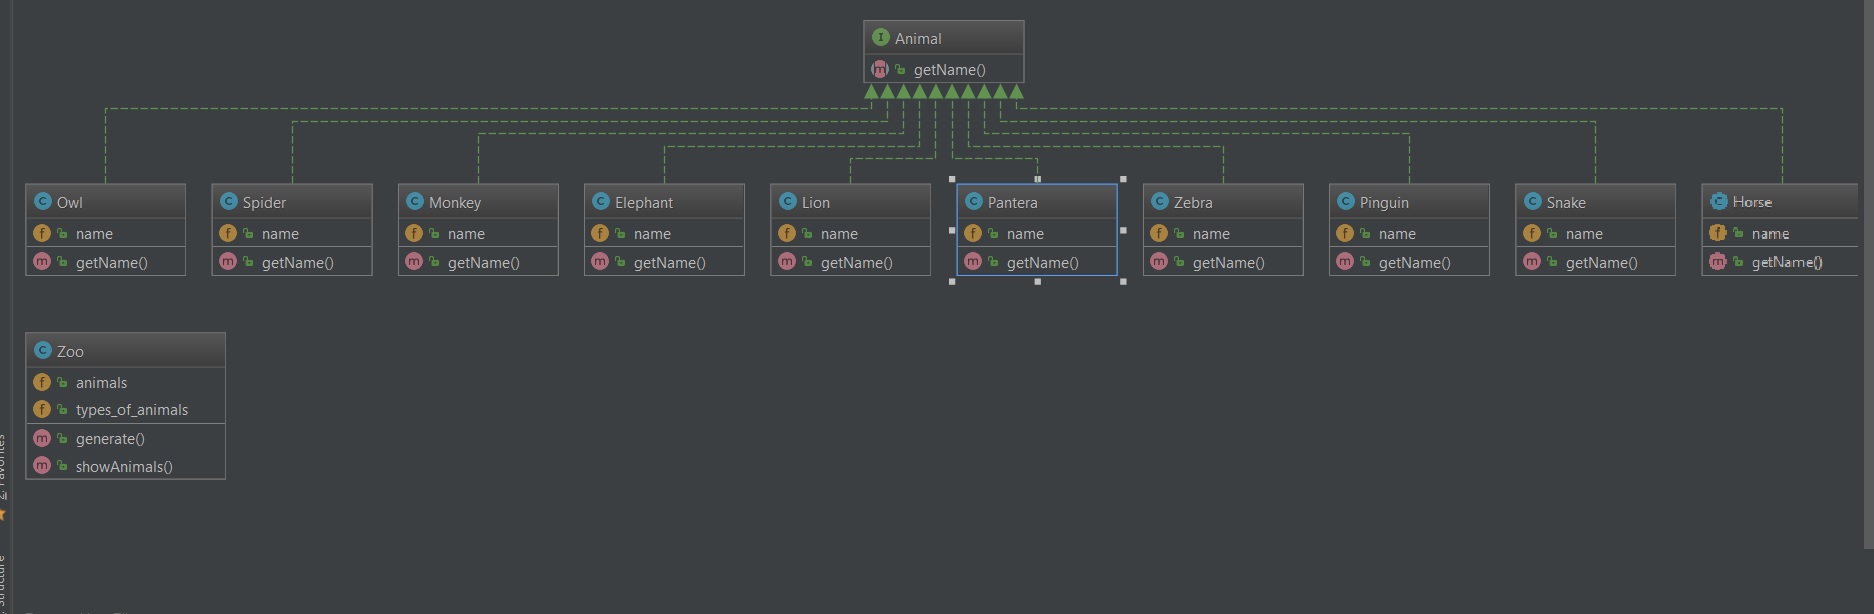 I Animal
m getName()
C Owl
f name
m getName()
C Spider
f name
m getName()
C Monkey
f name
m getName()
C Elephant
f name
m getName()
C Lion
f name
m getName()
C Pantera
f name
m getName()
C Zebra
f name
m getName()
C Pinguin
f name
m getName()
C Snake
f name
m getName()
C Horse
f name
m getName()
C Zoo
f animals
f types_of_animals
m generate()
m showAnimals()
2: Favorites
Structure